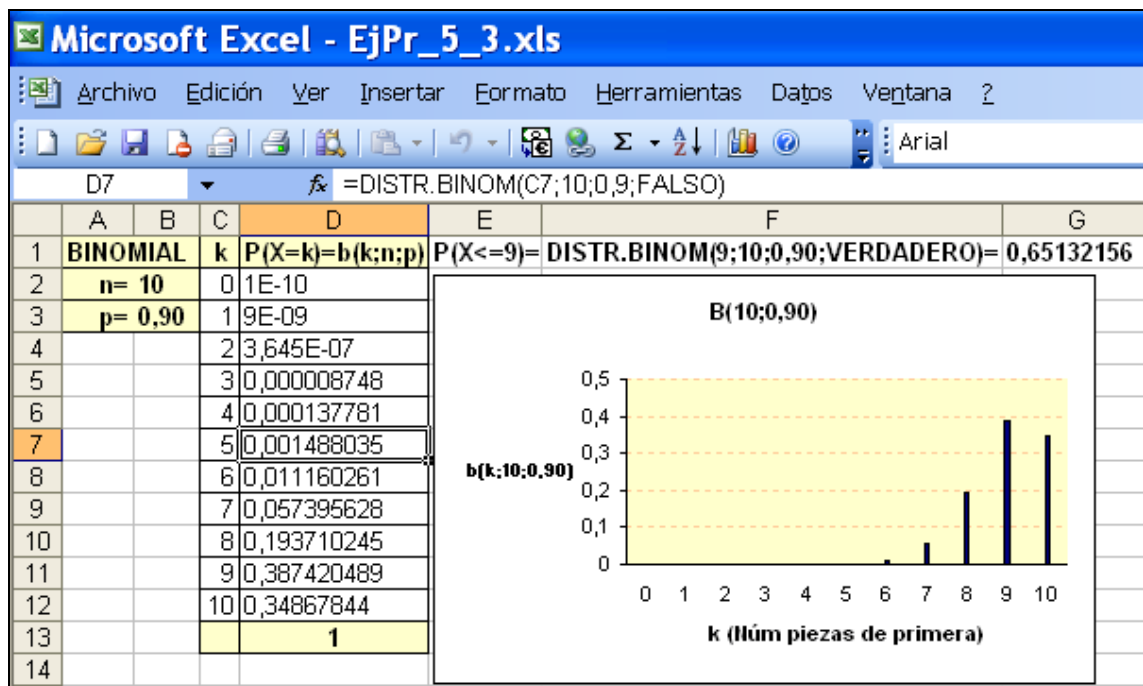 Microsoft Excel - EjPr_5_3.xls
Archivo Edición Ver Insertar Formato Herramientas Datos Ventana ?
Σ A Z Arial
D7 fx =DISTR.BINOM(C7;10;0,9;FALSO)
A B C D E F G
1 BINOMIAL k P(X=k)=b(k;n;p) P(X<=9)= DISTR.BINOM(9;10;0,90;VERDADERO)= 0,65132156
2 n= 10 0 1E-10
3 p= 0,90 1 9E-09
4 2 3,645E-07
5 3 0,000008748
6 4 0,000137781
7 5 0,001488035
8 6 0,011160261
9 7 0,057395628
10 8 0,193710245
11 9 0,387420489
12 10 0,34867844
13 1
14
B(10;0,90)
0,5
0,4
0,3
b(k;10;0,90)
0,2
0,1
0
0 1 2 3 4 5 6 7 8 9 10
k (Núm piezas de primera)